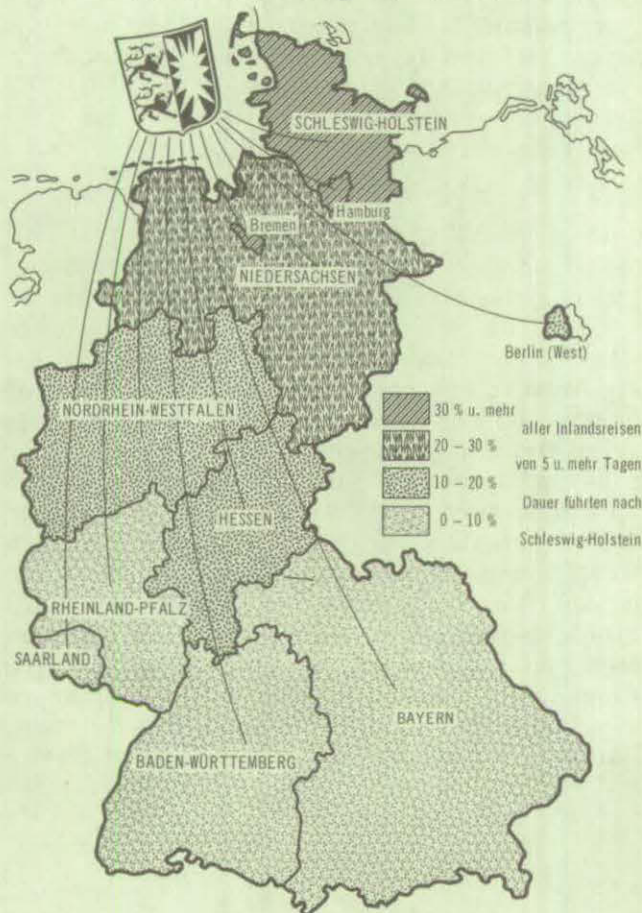 SCHLESWIG-HOLSTEIN
Hamburg
Bremen
NIEDERSACHSEN
Berlin (West)
NORDRHEIN-WESTFALEN
30 % u. mehr
20 – 30 %
10 – 20 %
0 – 10 %
aller Inlandsreisen
von 5 u. mehr Tagen
Dauer führten nach
Schleswig-Holstein
HESSEN
RHEINLAND-PFALZ
SAARLAND
BAYERN
BADEN-WÜRTTEMBERG